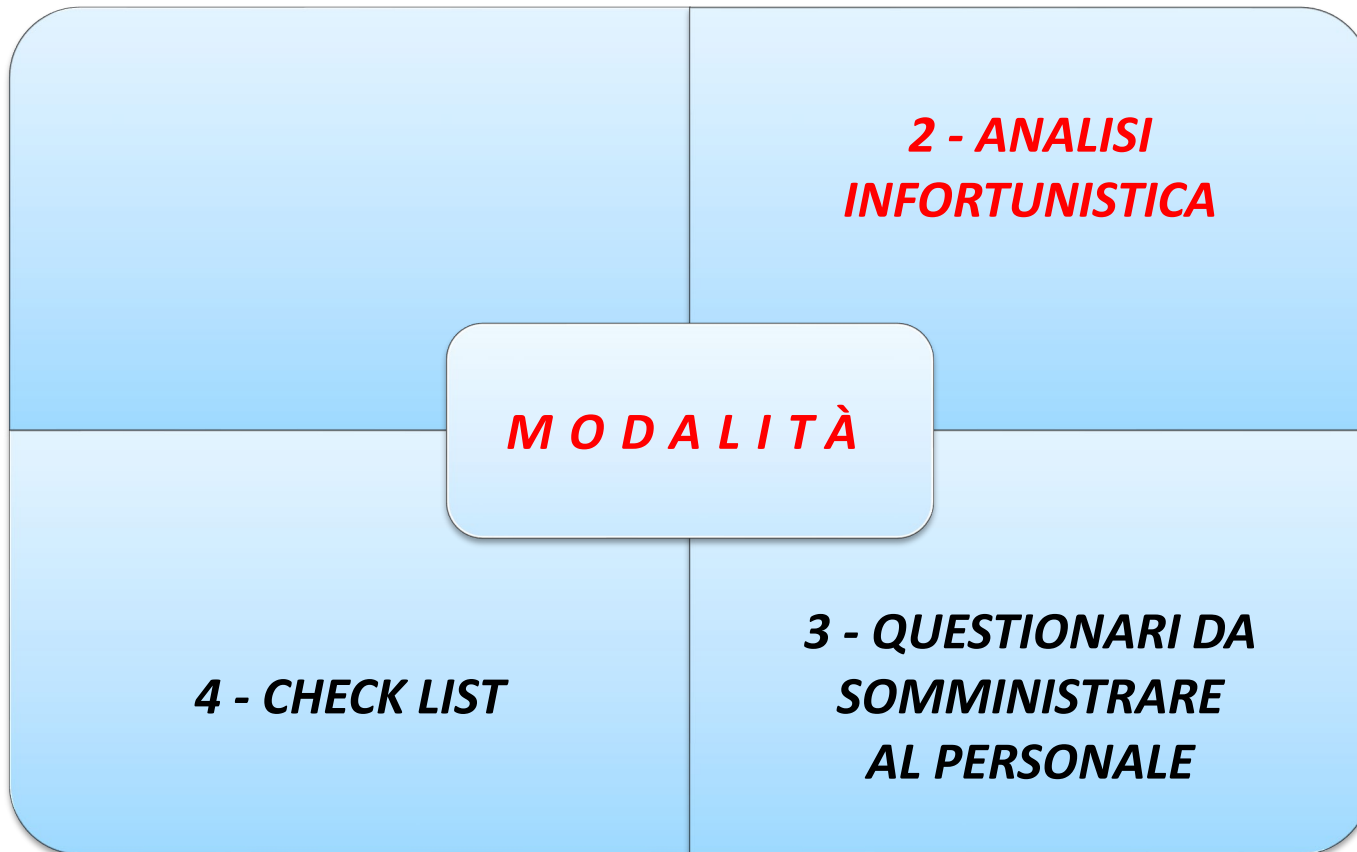 2 - ANALISI
INFORTUNISTICA
M O D A L I T À
4 - CHECK LIST
3 - QUESTIONARI DA
SOMMINISTRARE
AL PERSONALE